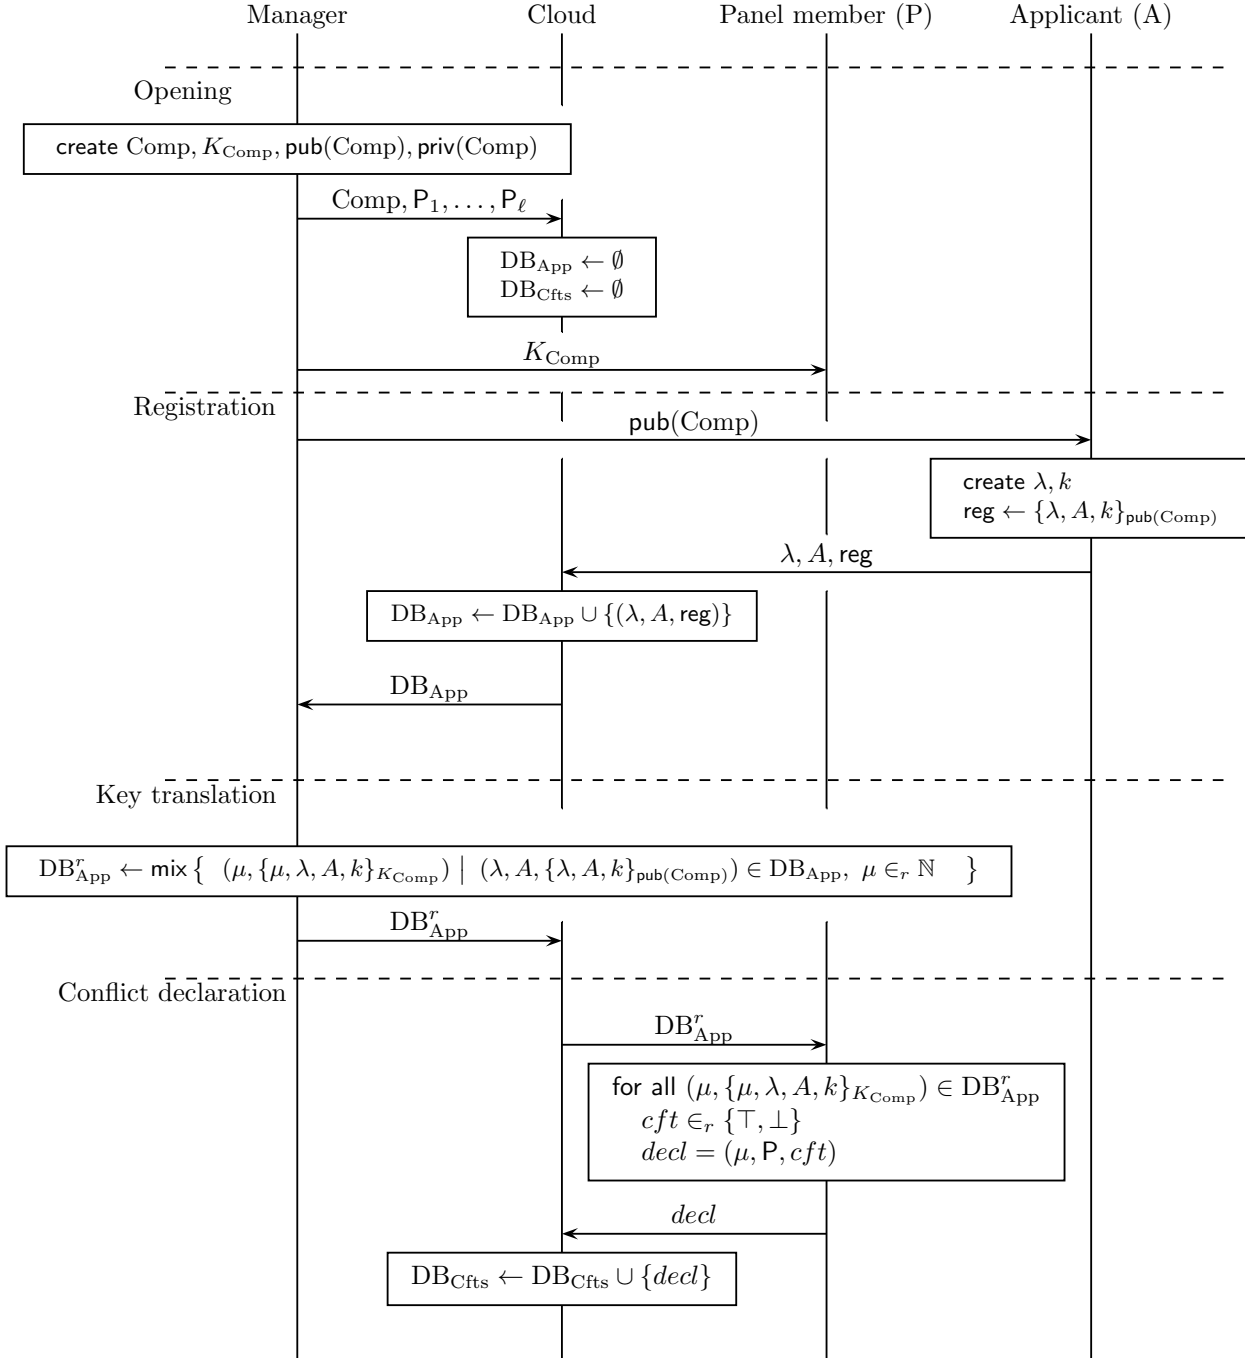 Manager Cloud Panel member (P) Applicant (A)
Opening
create Comp, K_Comp, pub(Comp), priv(Comp)
Comp, P₁, …, P_ℓ
DB_App ← ∅
DB_Cfts ← ∅
K_Comp
Registration
pub(Comp)
create λ, k
reg ← {λ, A, k}_pub(Comp)
λ, A, reg
DB_App ← DB_App ∪ {(λ, A, reg)}
DB_App
Key translation
DB^r_App ← mix { (μ, {μ, λ, A, k}_K_Comp) | (λ, A, {λ, A, k}_pub(Comp)) ∈ DB_App, μ ∈_r ℕ }
DB^r_App
Conflict declaration
DB^r_App
for all (μ, {μ, λ, A, k}_K_Comp) ∈ DB^r_App
cft ∈_r {⊤, ⊥}
decl = (μ, P, cft)
decl
DB_Cfts ← DB_Cfts ∪ {decl}